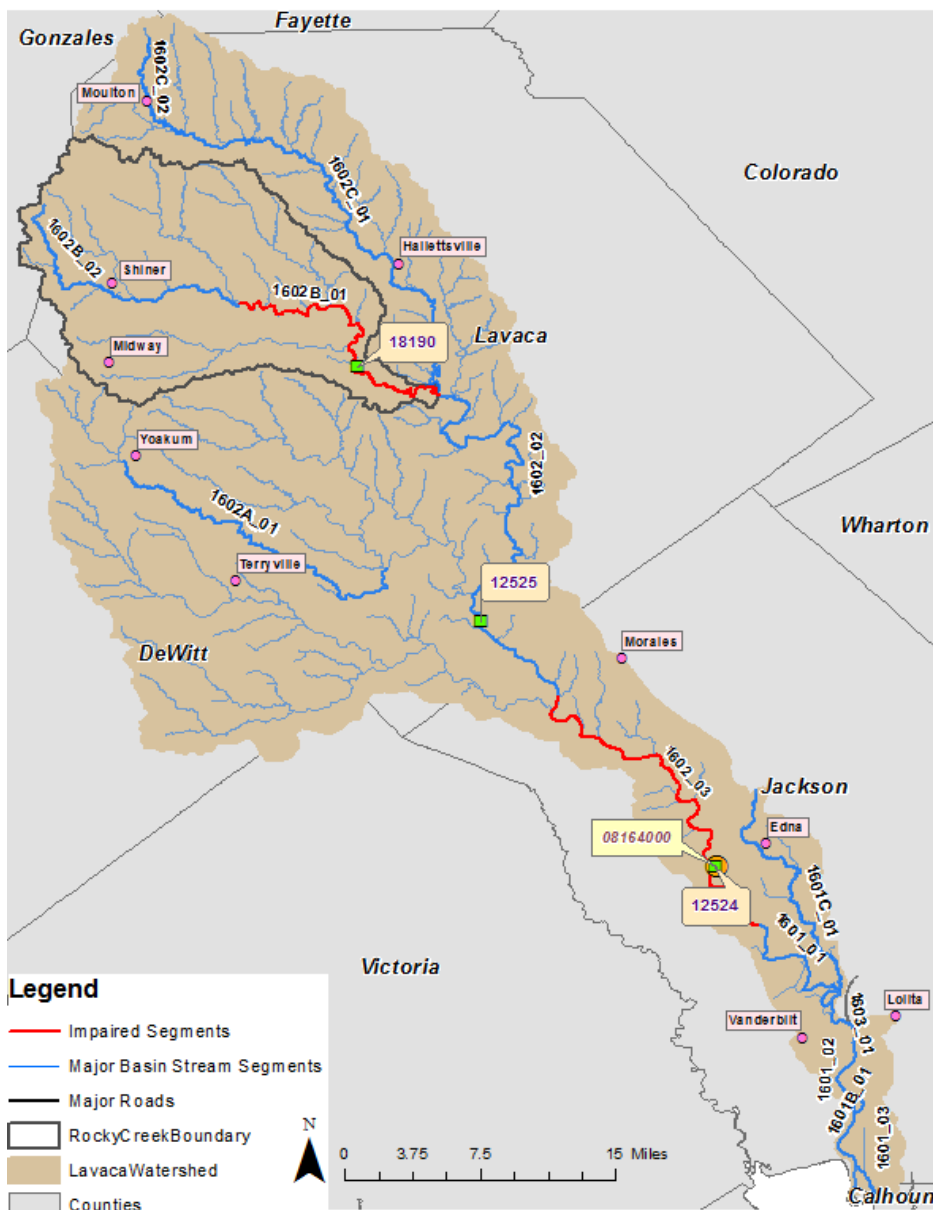 Fayette
Gonzales
1602C_02
Moulton
Colorado
1602C_01
Hallettsville
1602B_02
Shiner
1602B_01
18190
Lavaca
Midway
Yoakum
1602_02
1602A_01
Wharton
Terryville
12525
Morales
DeWitt
1602_03
Jackson
Edna
08164000
12524
1601C_01
1601_01
Victoria
Lolita
Vanderbilt
1603_01
1601_02
1601B_01
1601_03
Calhoun
Legend
Impaired Segments
Major Basin Stream Segments
Major Roads
RockyCreekBoundary
LavacaWatershed
Counties
N
0 3.75 7.5 15 Miles